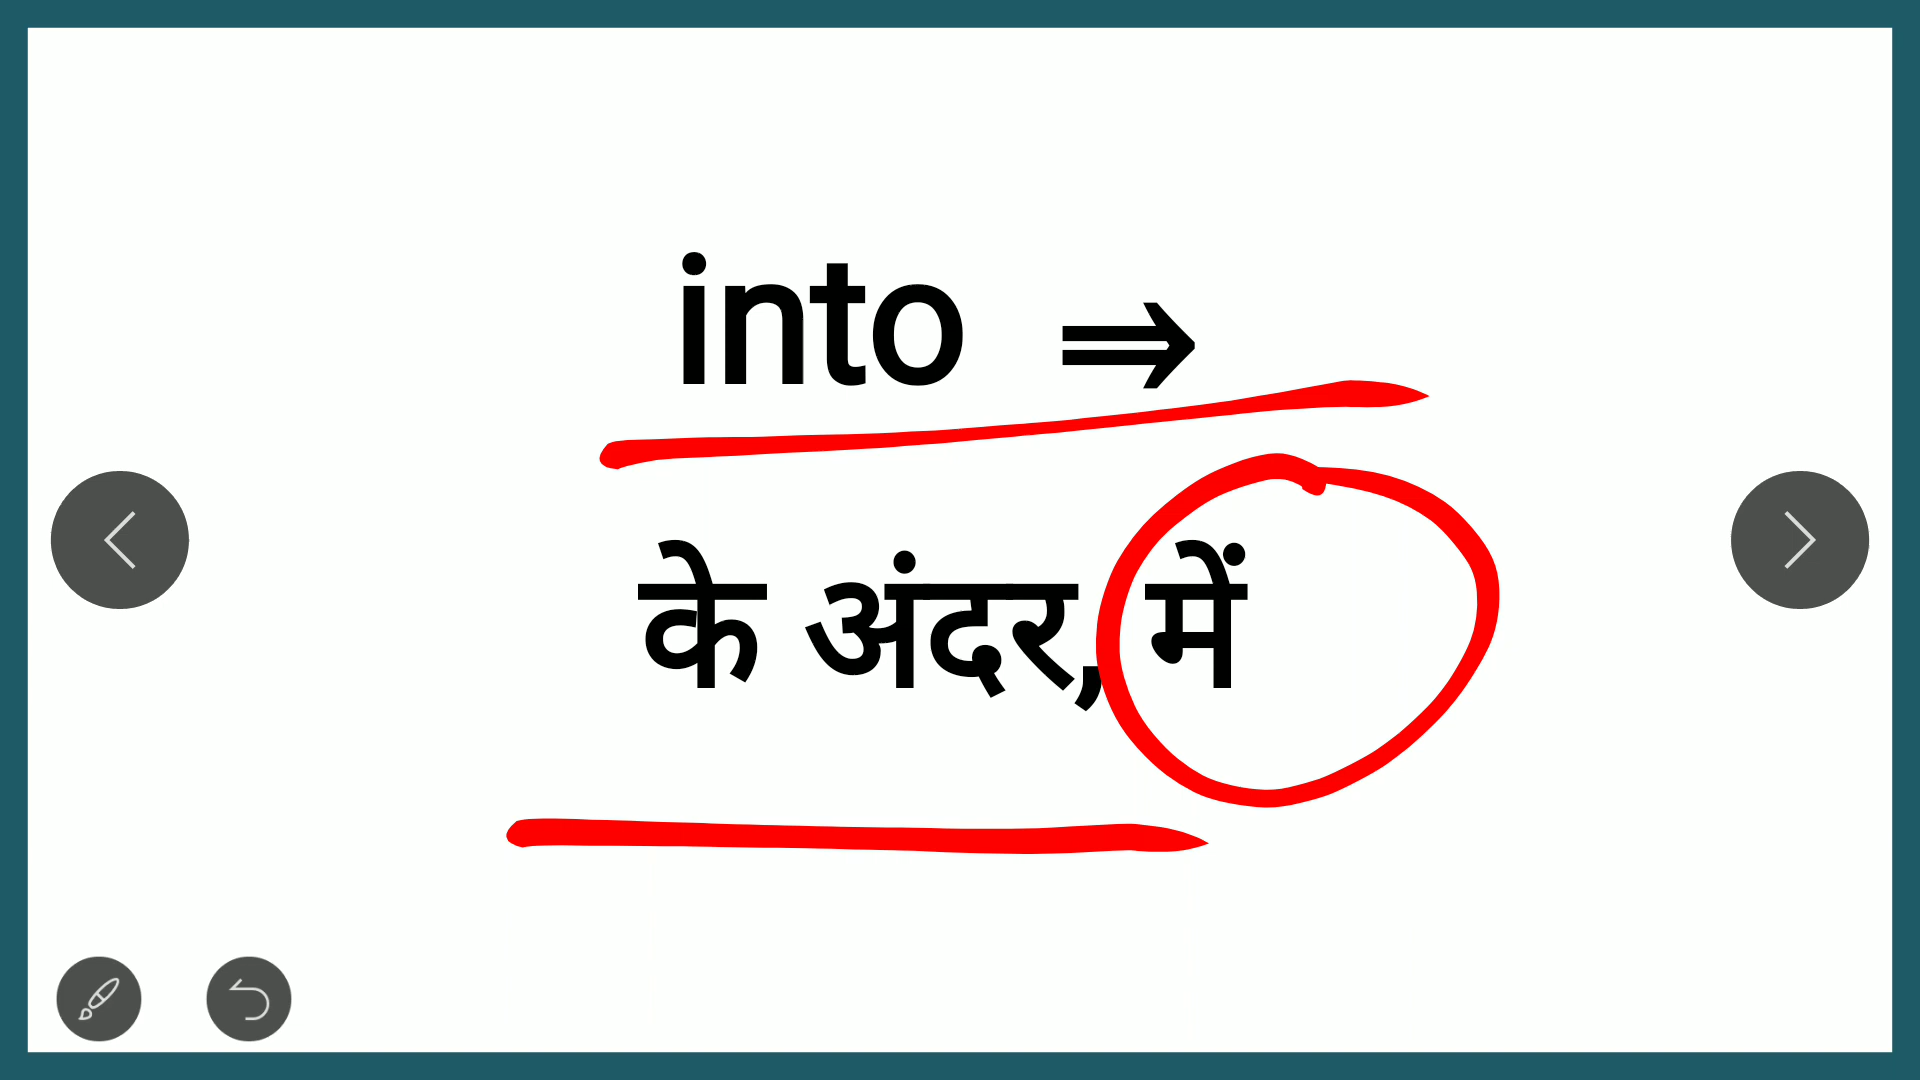 into ⇒
के अंदर, में